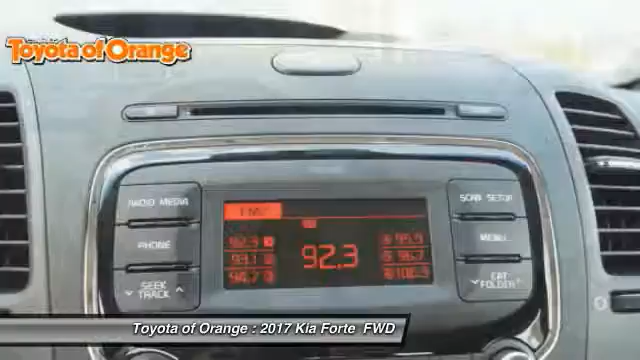 Toyota of Orange
RADIO MEDIA
SCAN SETUP
PHONE
92.3
MENU
SEEK
TRACK
CAT
FOLDER
Toyota of Orange : 2017 Kia Forte FWD